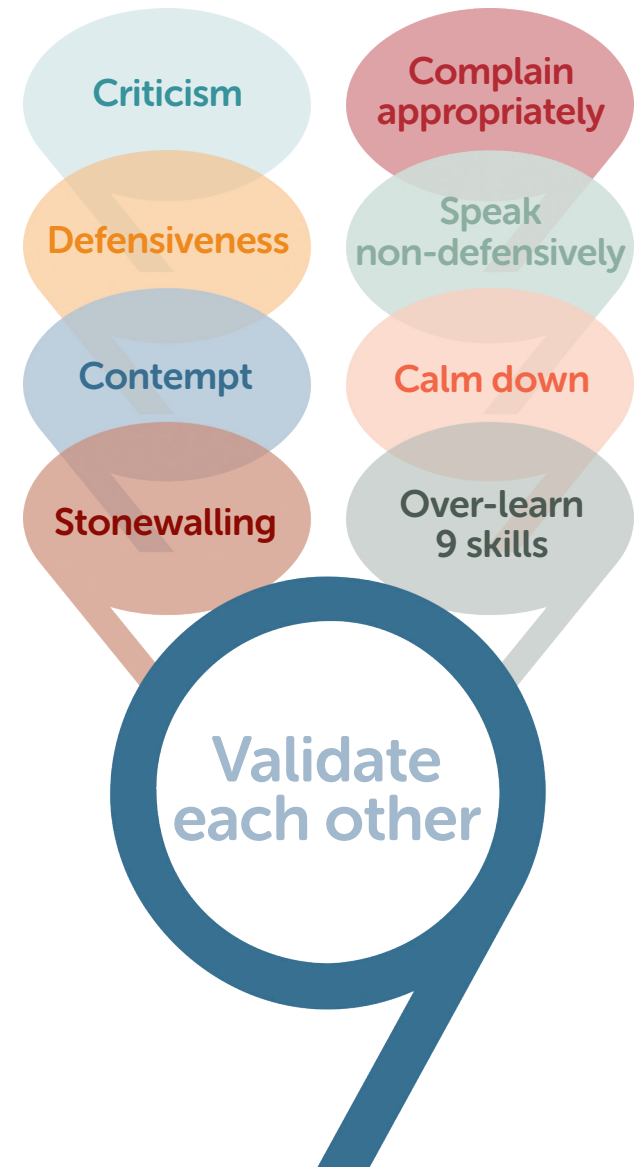 Criticism
Defensiveness
Contempt
Stonewalling
Complain
appropriately
Speak
non-defensively
Calm down
Over-learn
9 skills
Validate
each other